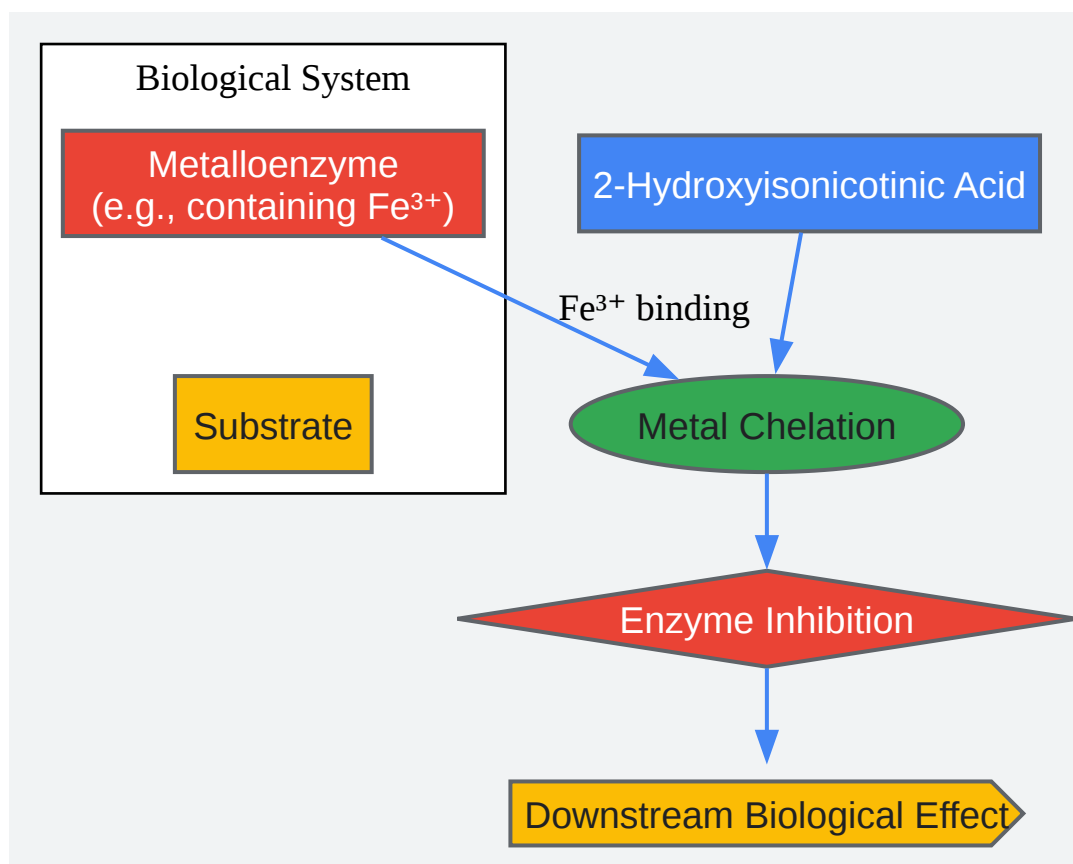 Biological System
Metalloenzyme
(e.g., containing Fe³⁺)
2-Hydroxyisonicotinic Acid
Fe³⁺ binding
Substrate
Metal Chelation
Enzyme Inhibition
Downstream Biological Effect